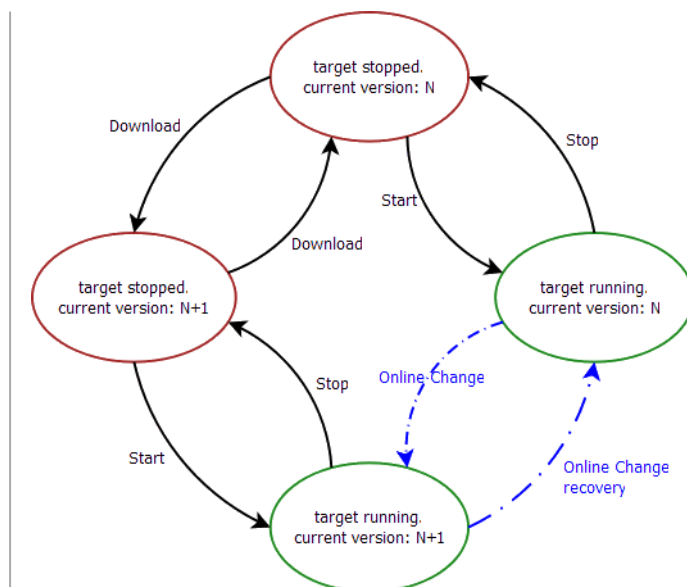 target stopped.
current version: N
Download
Stop
Start
Download
target stopped.
current version: N+1
target running.
current version: N
Online Change
Stop
Start
Online Change
recovery
target running.
current version: N+1